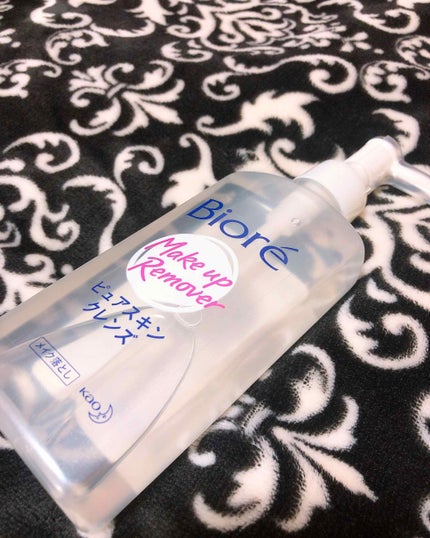 Bioré
Make up
Remover
ピュアスキン
クレンズ
メイク落とし
Kao